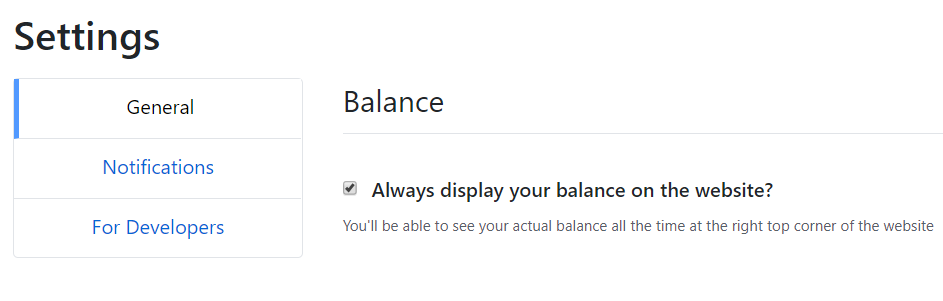 Settings
General
Notifications
For Developers
Balance
Always display your balance on the website?
You'll be able to see your actual balance all the time at the right top corner of the website